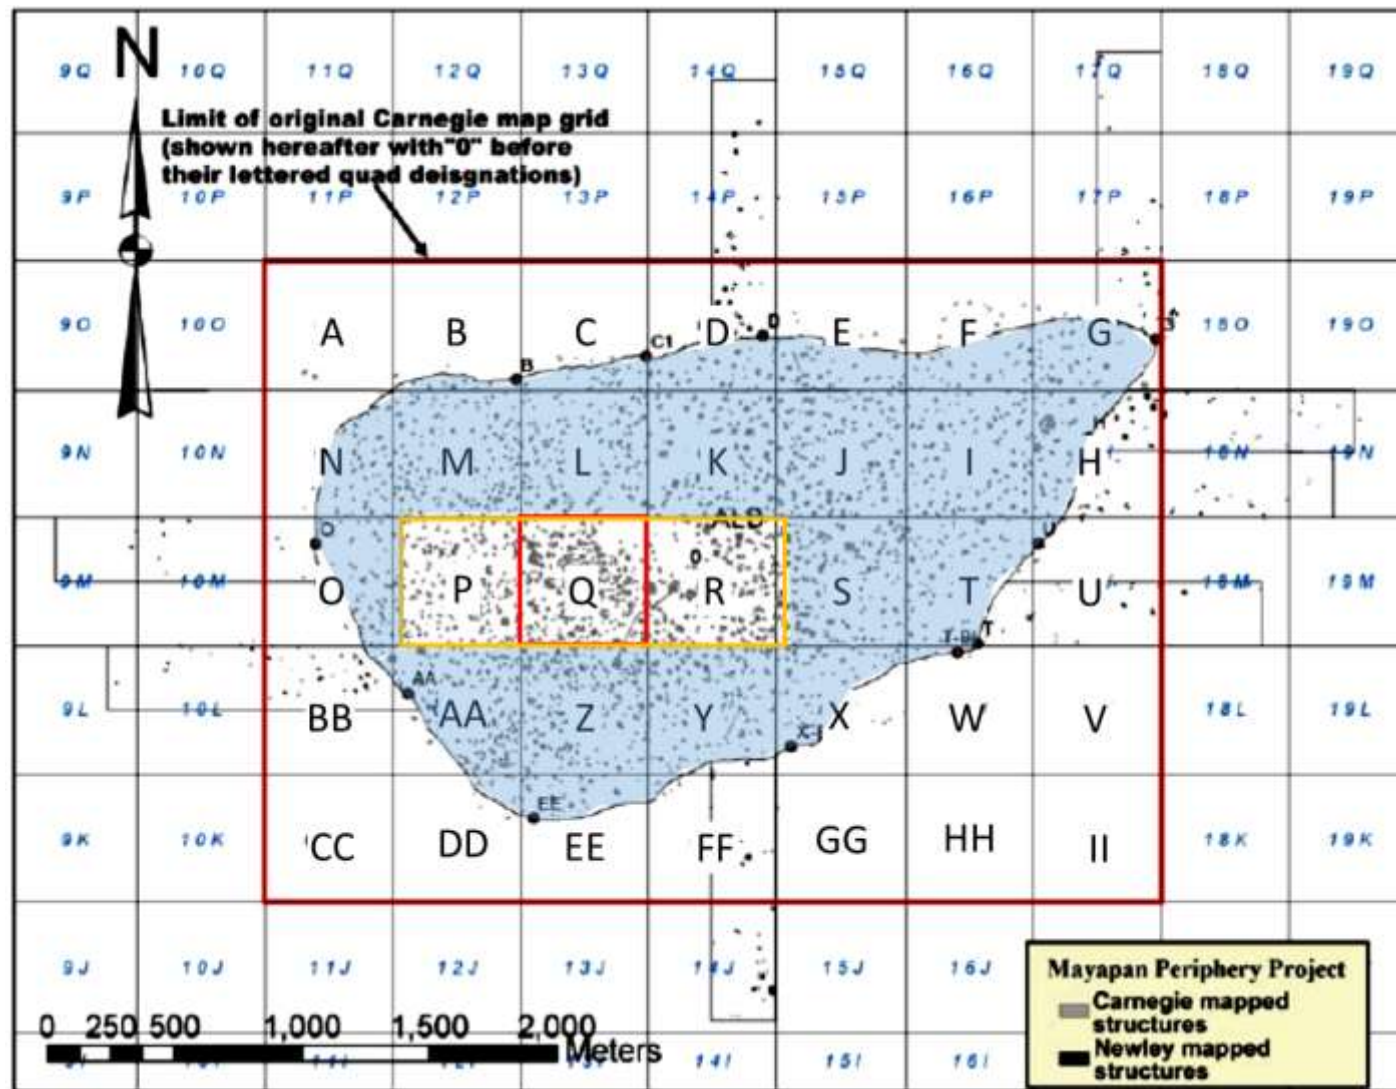 9Q 10Q 11Q 12Q 13Q 14Q 15Q 16Q 17Q 18Q 19Q
N
Limit of original Carnegie map grid
(shown hereafter with"0" before
their lettered quad deisgnations)
9P 10P 11P 12P 13P 14P 15P 16P 17P 18P 19P
9O 10O A B C D E F G 18O 19O
B C1 D
9N 10N N M L K J I H 18N 19N
H
9M 10M O P Q R S T U 18M 19M
O 0 U
T
9L 10L BB AA Z Y X W V 18L 19L
AA
EE
9K 10K CC DD EE FF GG HH II 18K 19K
9J 10J 11J 12J 13J 14J 15J 16J
0 250 500 1,000 1,500 2,000
Meters
14I 15I 16I
Mayapan Periphery Project
Carnegie mapped
structures
Newley mapped
structures